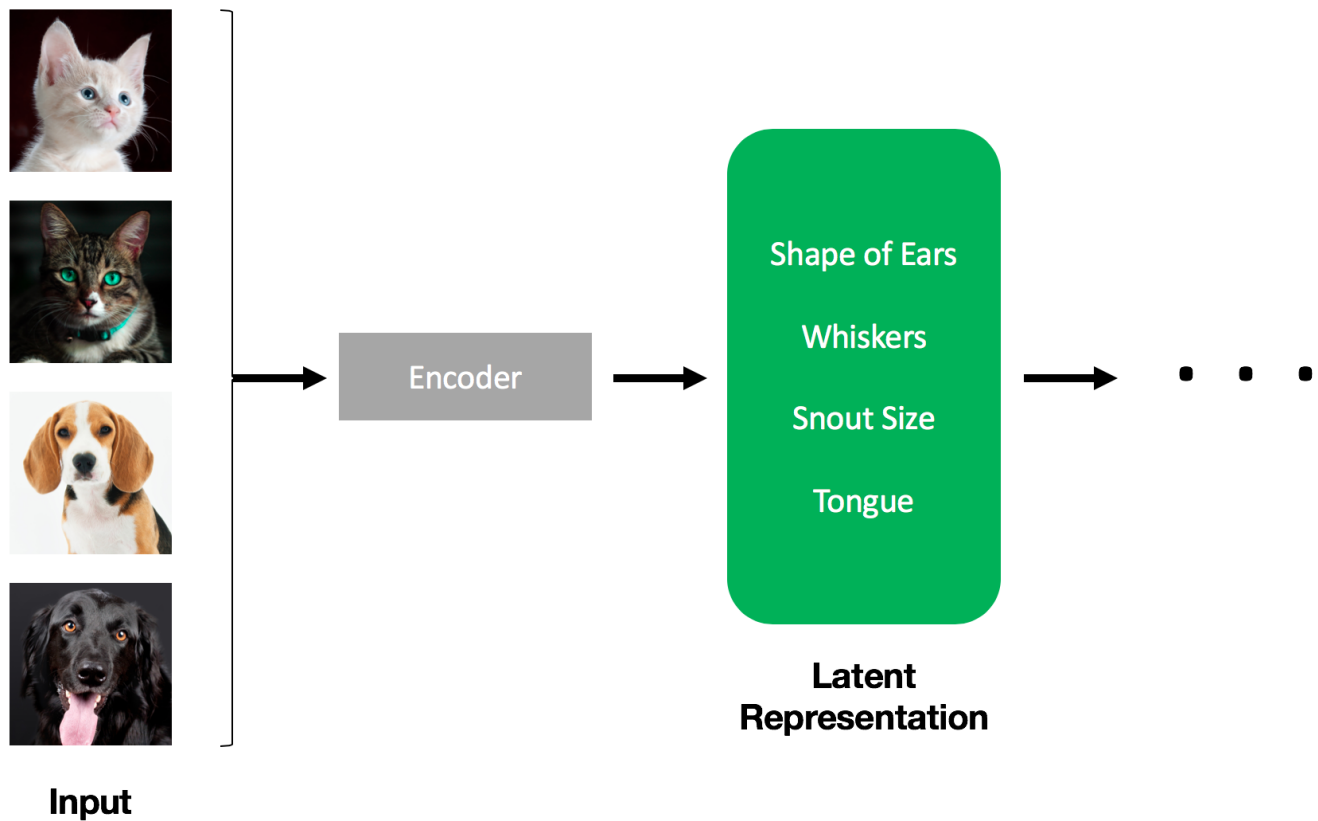 Encoder
Shape of Ears
Whiskers
Snout Size
Tongue
Latent
Representation
Input